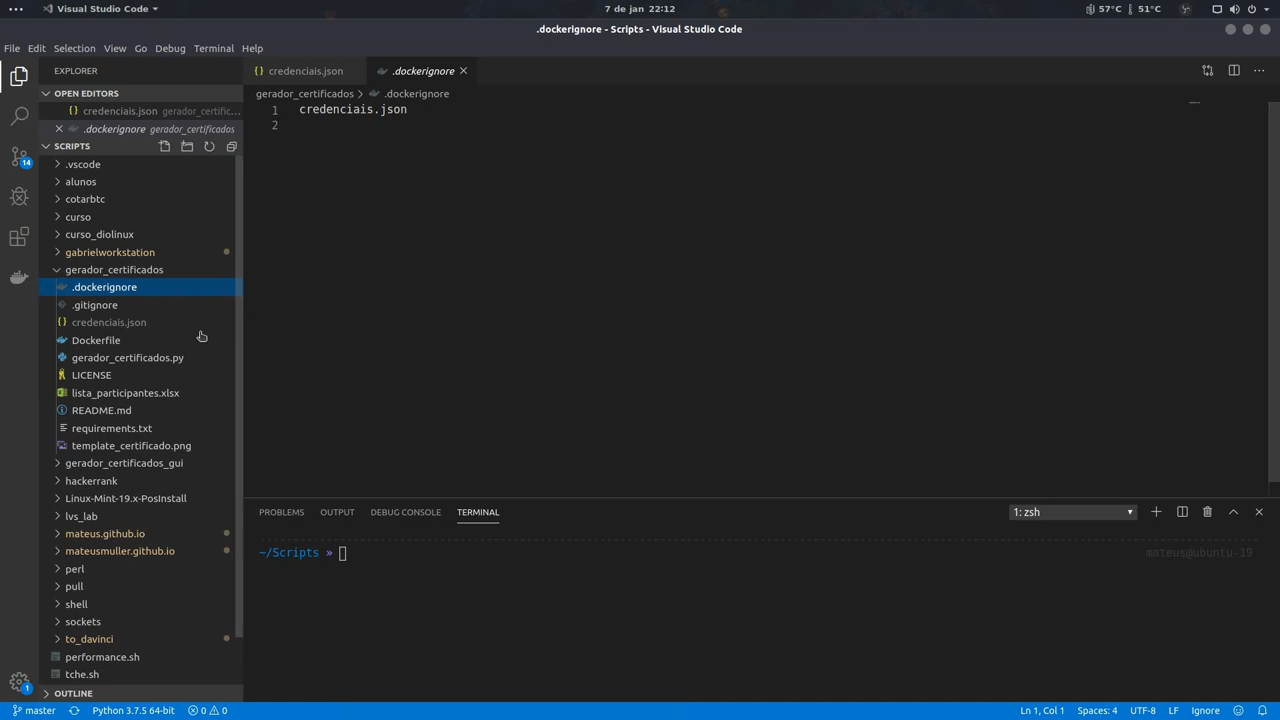 Visual Studio Code
7 de jan 22:12
57°C 51°C
.dockerignore - Scripts - Visual Studio Code
File Edit Selection View Go Debug Terminal Help
EXPLORER
OPEN EDITORS
credenciais.json gerador_certific...
.dockerignore gerador_certificados
SCRIPTS
.vscode
alunos
cotarbtc
curso
curso_diolinux
gabrielworkstation
gerador_certificados
.dockerignore
.gitignore
credenciais.json
Dockerfile
gerador_certificados.py
LICENSE
lista_participantes.xlsx
README.md
requirements.txt
template_certificado.png
gerador_certificados_gui
hackerrank
Linux-Mint-19.x-PosInstall
lvs_lab
mateus.github.io
mateusmuller.github.io
perl
pull
shell
sockets
to_davinci
performance.sh
tche.sh
OUTLINE
14
1
credenciais.json .dockerignore
gerador_certificados > .dockerignore
1 credenciais.json
2
PROBLEMS OUTPUT DEBUG CONSOLE TERMINAL
1: zsh
~/Scripts » mateus@ubuntu-19
master Python 3.7.5 64-bit 0 0
Ln 1, Col 1 Spaces: 4 UTF-8 LF Ignore